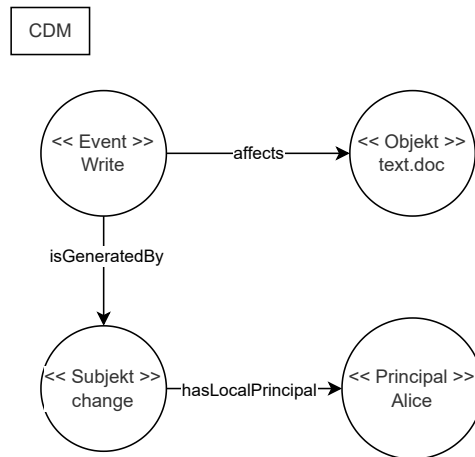 CDM
<< Event >>
Write
affects
<< Objekt >>
text.doc
isGeneratedBy
<< Subjekt >>
change
hasLocalPrincipal
<< Principal >>
Alice